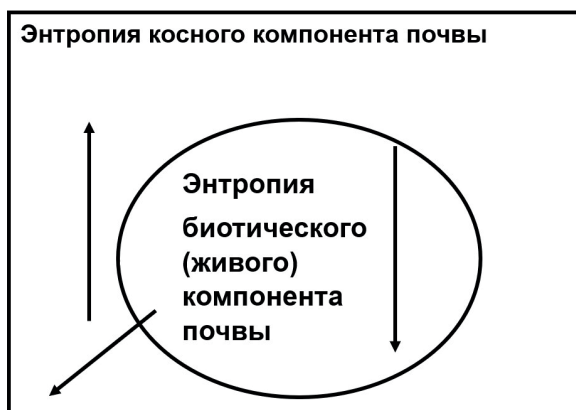 Энтропия косного компонента почвы
Энтропия
биотического
(живого)
компонента
почвы